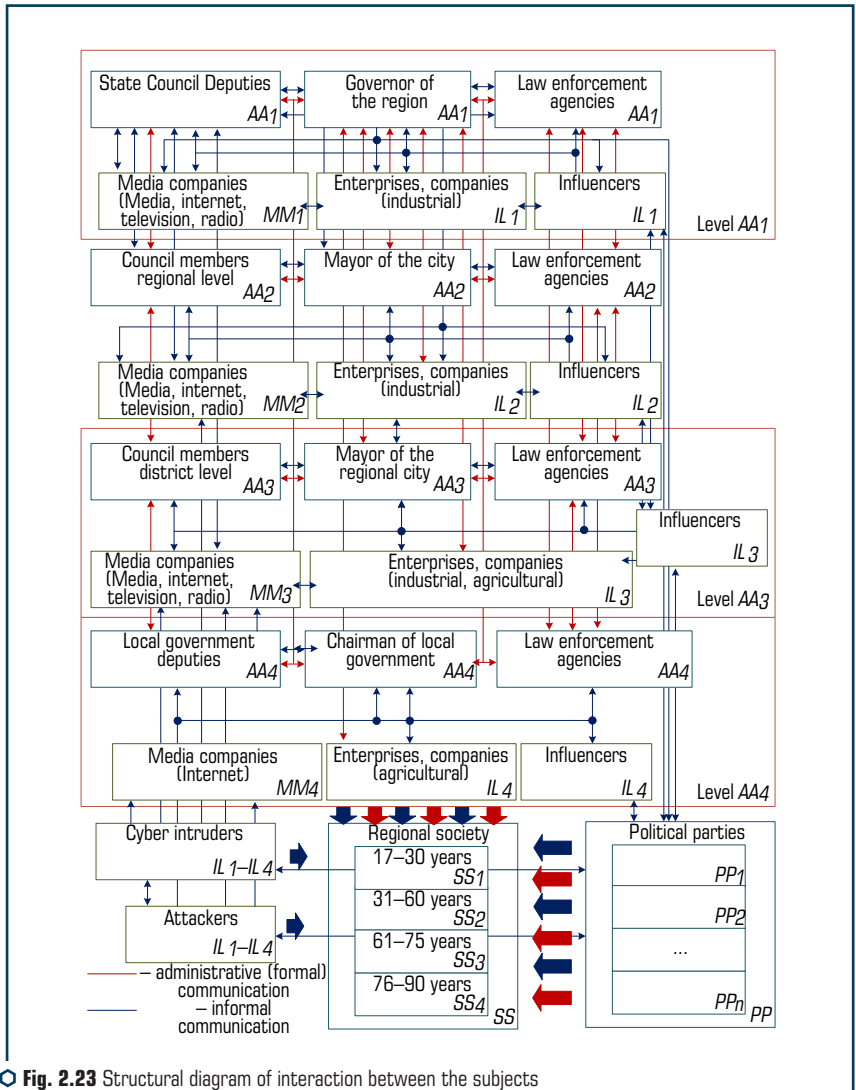 State Council Deputies
AA1
Governor of
the region
AA1
Law enforcement
agencies
AA1
Media companies
(Media, internet,
television, radio)
MM1
Enterprises, companies
(industrial)
IL 1
Influencers
IL 1
Level AA1
Council members
regional level
AA2
Mayor of the city
AA2
Law enforcement
agencies
AA2
Media companies
(Media, internet,
television, radio)
MM2
Enterprises, companies
(industrial)
IL 2
Influencers
IL 2
Council members
district level
AA3
Mayor of the
regional city
AA3
Law enforcement
agencies
AA3
Influencers
IL 3
Media companies
(Media, internet,
television, radio)
MM3
Enterprises, companies
(industrial, agricultural)
IL 3
Level AA3
Local government
deputies
AA4
Chairman of local
government
AA4
Law enforcement
agencies
AA4
Media companies
(Internet)
MM4
Enterprises, companies
(agricultural)
IL 4
Influencers
IL 4
Level AA4
Cyber intruders
IL 1–IL 4
Attackers
IL 1–IL 4
Regional society
17–30 years
SS1
31–60 years
SS2
61–75 years
SS3
76–90 years
SS4
SS
Political parties
PP1
PP2
...
PPn
PP
– administrative (formal)
communication
– informal
communication
Fig. 2.23 Structural diagram of interaction between the subjects